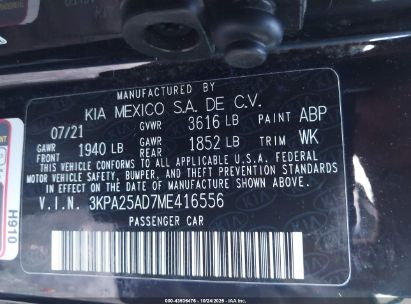 MANUFACTURED BY
KIA MEXICO S.A. DE C.V.
07/21 GVWR 3616 LB PAINT ABP
GAWR FRONT 1940 LB GAWR REAR 1852 LB TRIM WK
THIS VEHICLE CONFORMS TO ALL APPLICABLE U.S.A. FEDERAL
MOTOR VEHICLE SAFETY, BUMPER, AND THEFT PREVENTION STANDARDS
IN EFFECT ON THE DATE OF MANUFACTURE SHOWN ABOVE.
V.I.N. 3KPA25AD7ME416556
PASSENGER CAR
H910